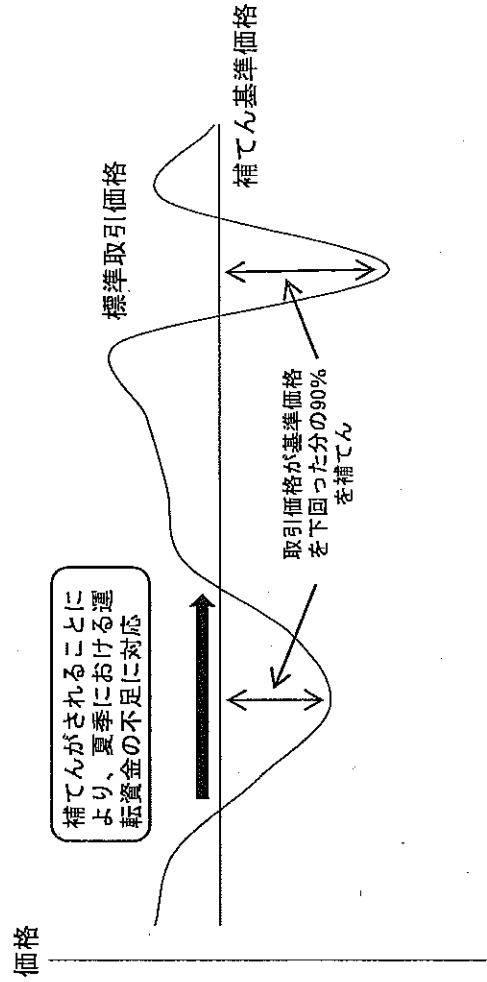 価格
補てんがされることに
より、夏季における運
転資金の不足に対応
標準取引価格
補てん基準価格
取引価格が基準価格
を下回った分の90%
を補てん